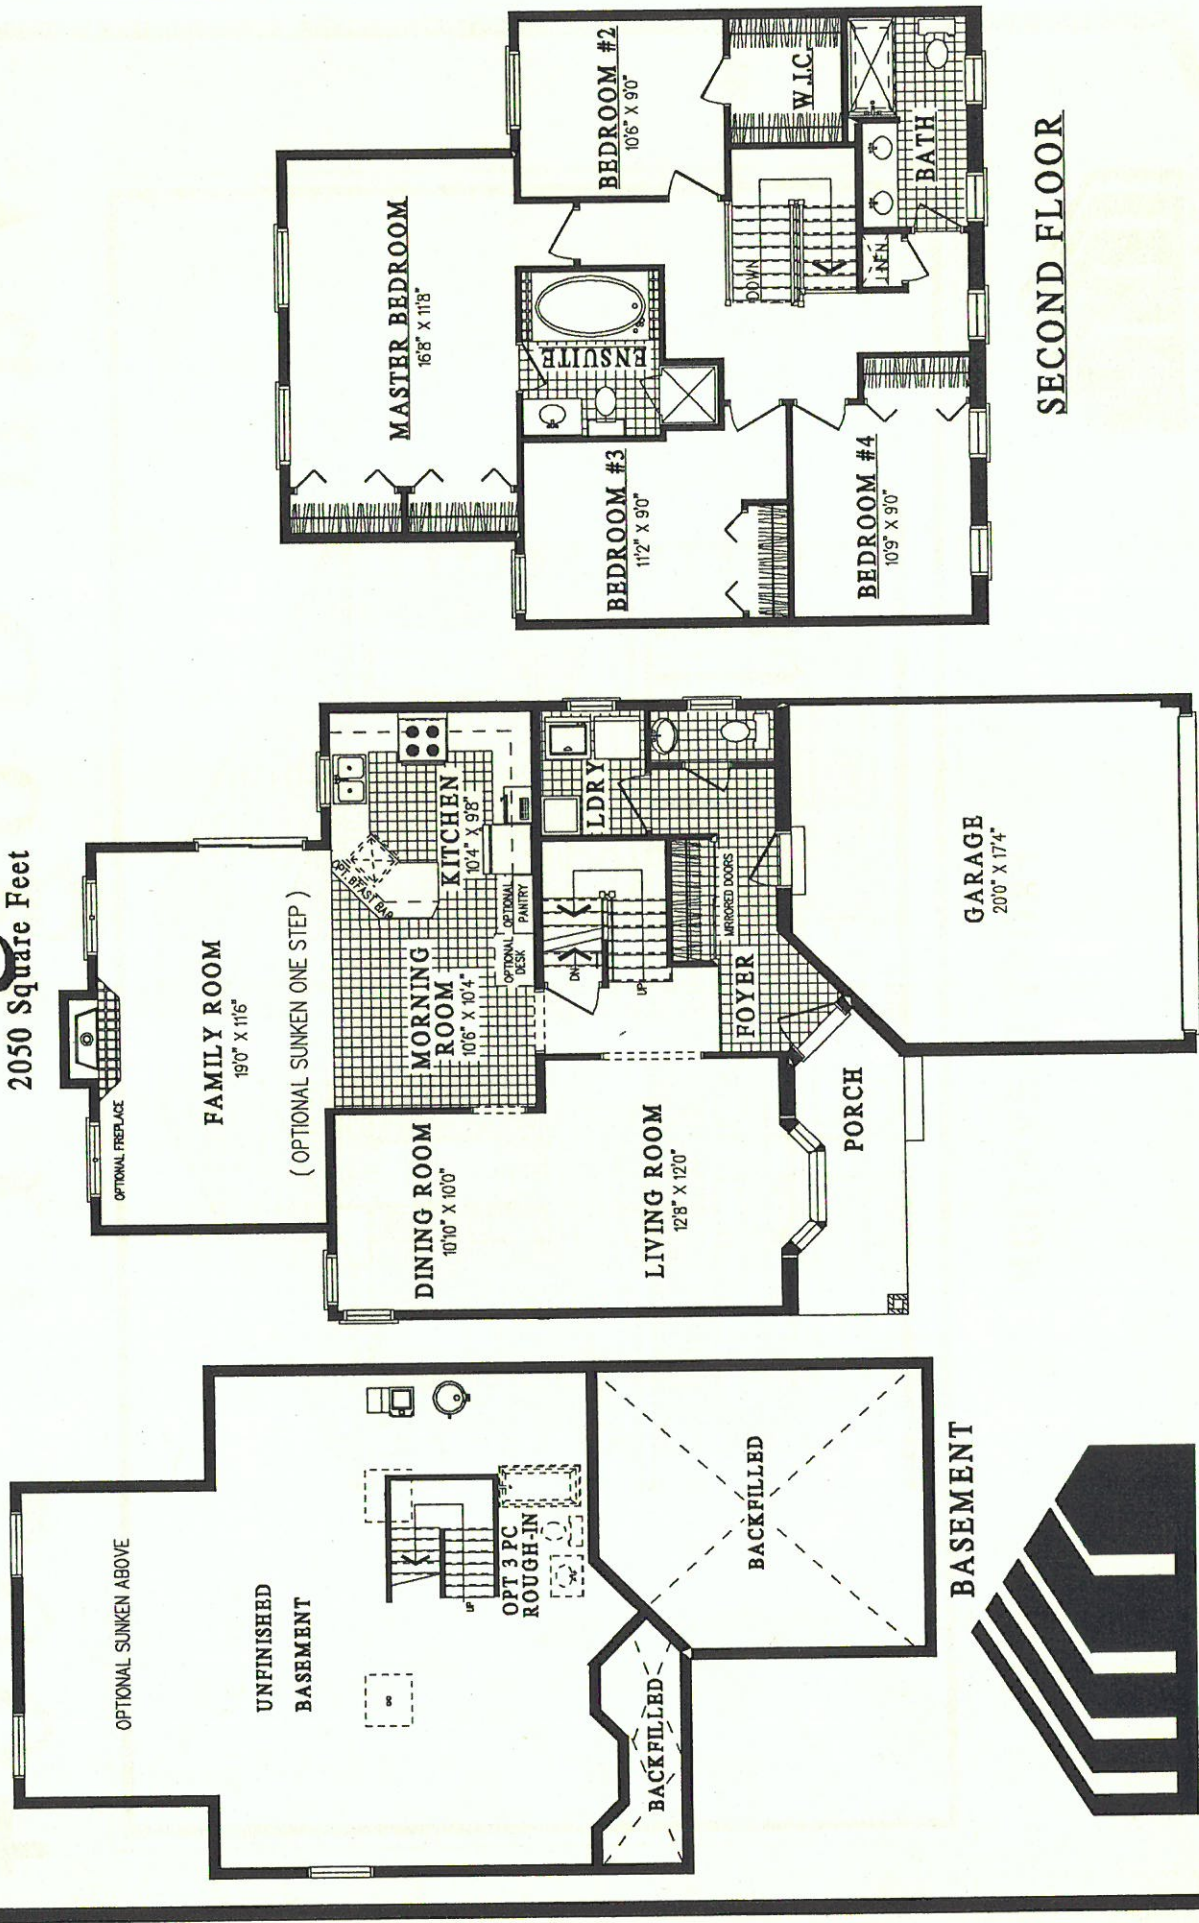 2050 Square Feet
OPTIONAL SUNKEN ABOVE
UNFINISHED
BASEMENT
UP
OPT 3 PC
ROUGH-IN
BACKFILLED
BACKFILLED
BASEMENT
OPTIONAL FIREPLACE
FAMILY ROOM
19'0" X 11'6"
( OPTIONAL SUNKEN ONE STEP )
OPT. B'FAST BAR
KITCHEN
10'4" X 9'8"
MORNING
ROOM
10'6" X 10'4"
OPTIONAL
DESK
OPTIONAL
PANTRY
DINING ROOM
10'10" X 10'0"
DN
UP
LDRY
MIRRORED DOORS
FOYER
LIVING ROOM
12'8" X 12'0"
PORCH
GARAGE
20'0" X 17'4"
MASTER BEDROOM
16'8" X 11'8"
ENSUITE
BEDROOM #2
10'6" X 9'0"
W.I.C.
BEDROOM #3
11'2" X 9'0"
DOWN
LINEN
BATH
BEDROOM #4
10'9" X 9'0"
SECOND FLOOR